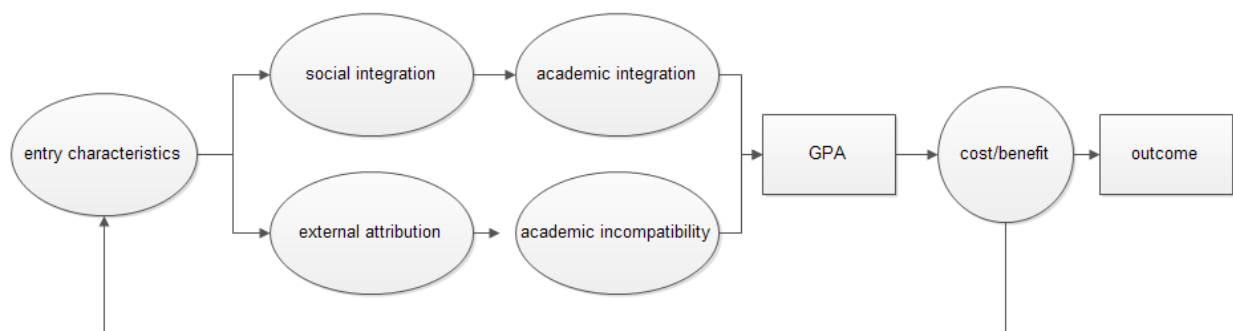 social integration
academic integration
entry characteristics
GPA
cost/benefit
outcome
external attribution
academic incompatibility